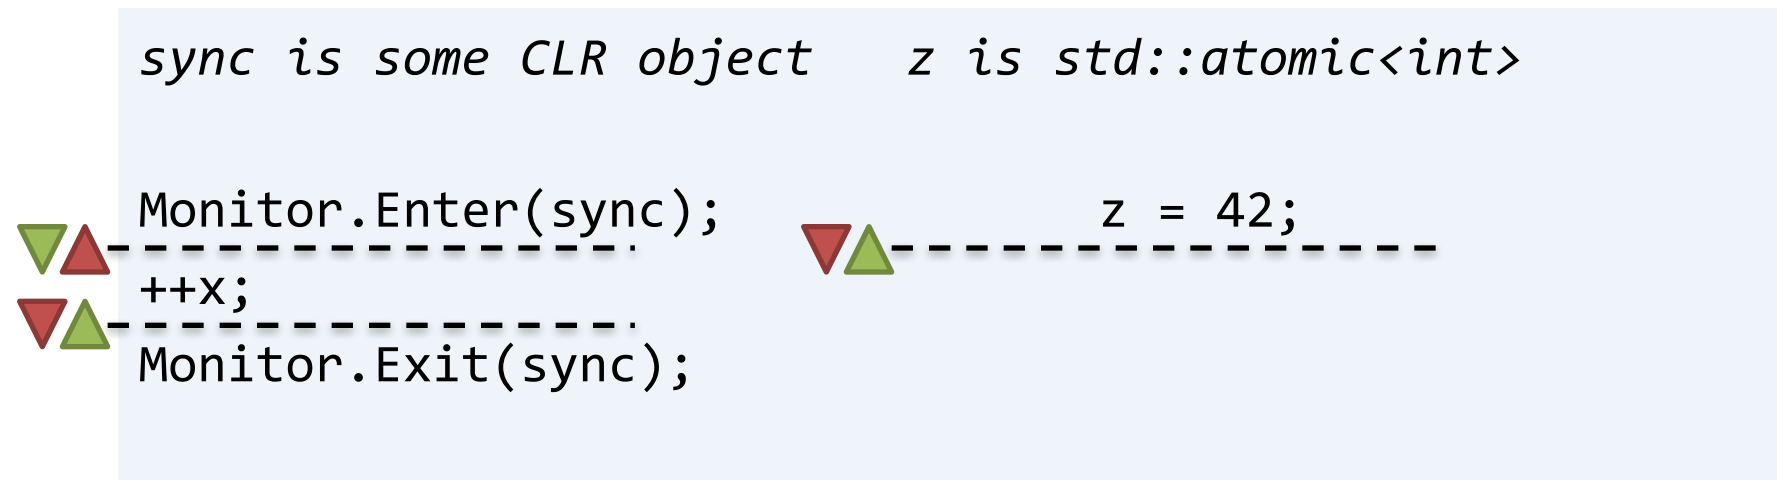 sync is some CLR object   z is std::atomic<int>
Monitor.Enter(sync);   z = 42;
++x;
Monitor.Exit(sync);